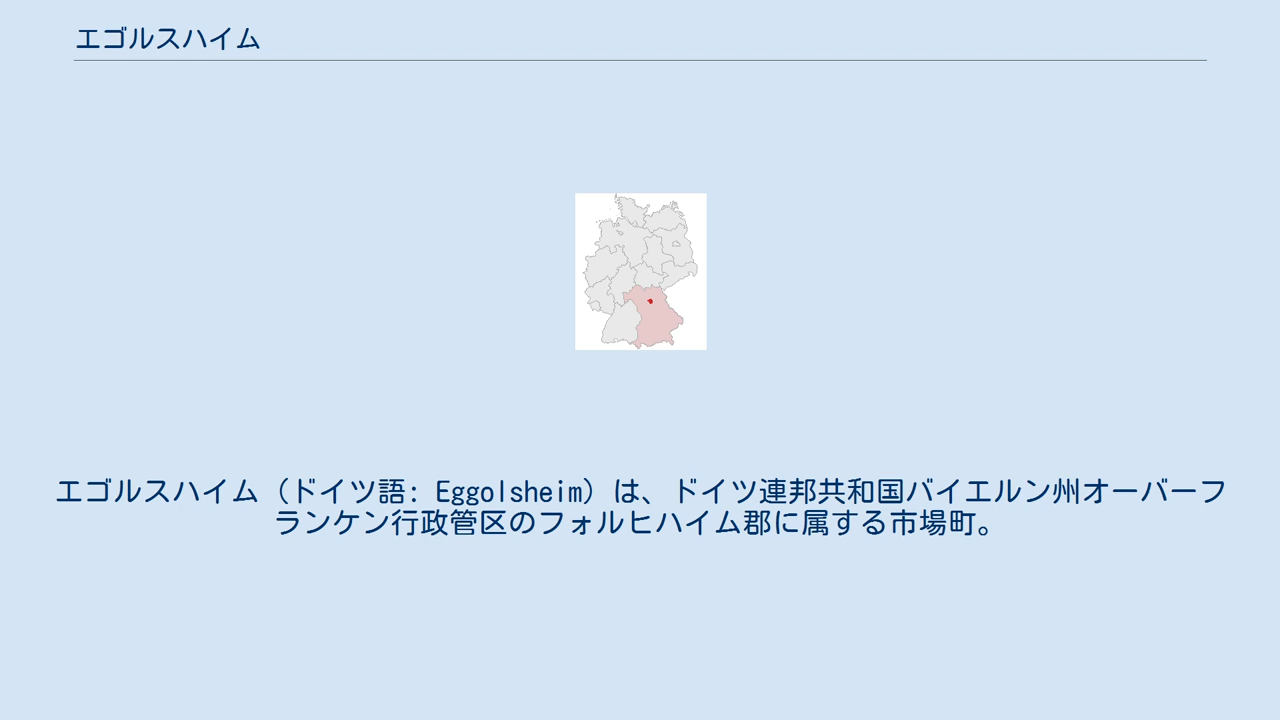 エゴルスハイム
エゴルスハイム（ドイツ語: Eggolsheim）は、ドイツ連邦共和国バイエルン州オーバーフ
ランケン行政管区のフォルヒハイム郡に属する市場町。